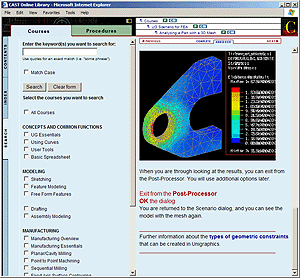 CAST Online Library - Microsoft Internet Explorer
File Edit View Favorites Tools Help
Courses Procedures
Courses
UG Scenario for FEA
Analyzing a Part with a 3D Mesh
CONTENTS
INDEX
SEARCH
Enter the keyword(s) you want to search for:
Use quotes for an exact match (i.e. "some phrase").
Match Case
Search Clear form
Select the courses you want to search
All Courses
CONCEPTS AND COMMON FUNCTIONS
UG Essentials
Using Curves
User Tools
Basic Spreadsheet
MODELING
Sketching
Feature Modeling
Free Form Features
Drafting
Assembly Modeling
MANUFACTURING
Manufacturing Overview
Manufacturing Essentials
Planar/Cavity Milling
Point to Point Machining
Sequential Milling
When you are through looking at the results, you can exit from
the Post-Processor. You will use additional options later.
Exit from the Post-Processor
OK the dialog
You are returned to the Scenario dialog, and you can see the
model with the mesh again.
Further information about the types of geometric constraints
that can be created in Unigraphics